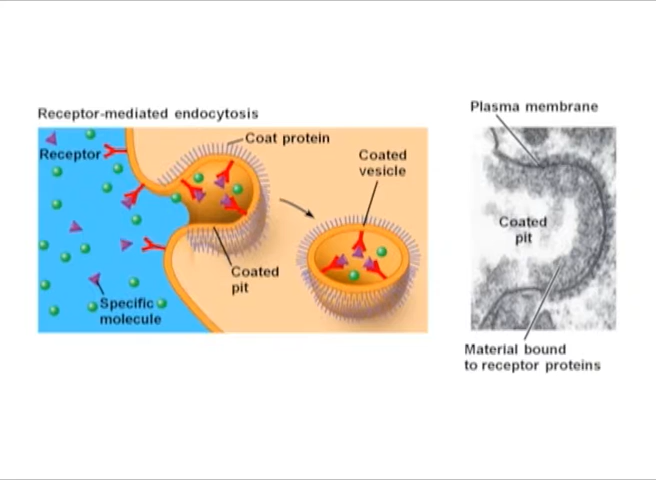 Receptor-mediated endocytosis
Receptor
Coat protein
Coated
vesicle
Coated
pit
Specific
molecule
Plasma membrane
Coated
pit
Material bound
to receptor proteins